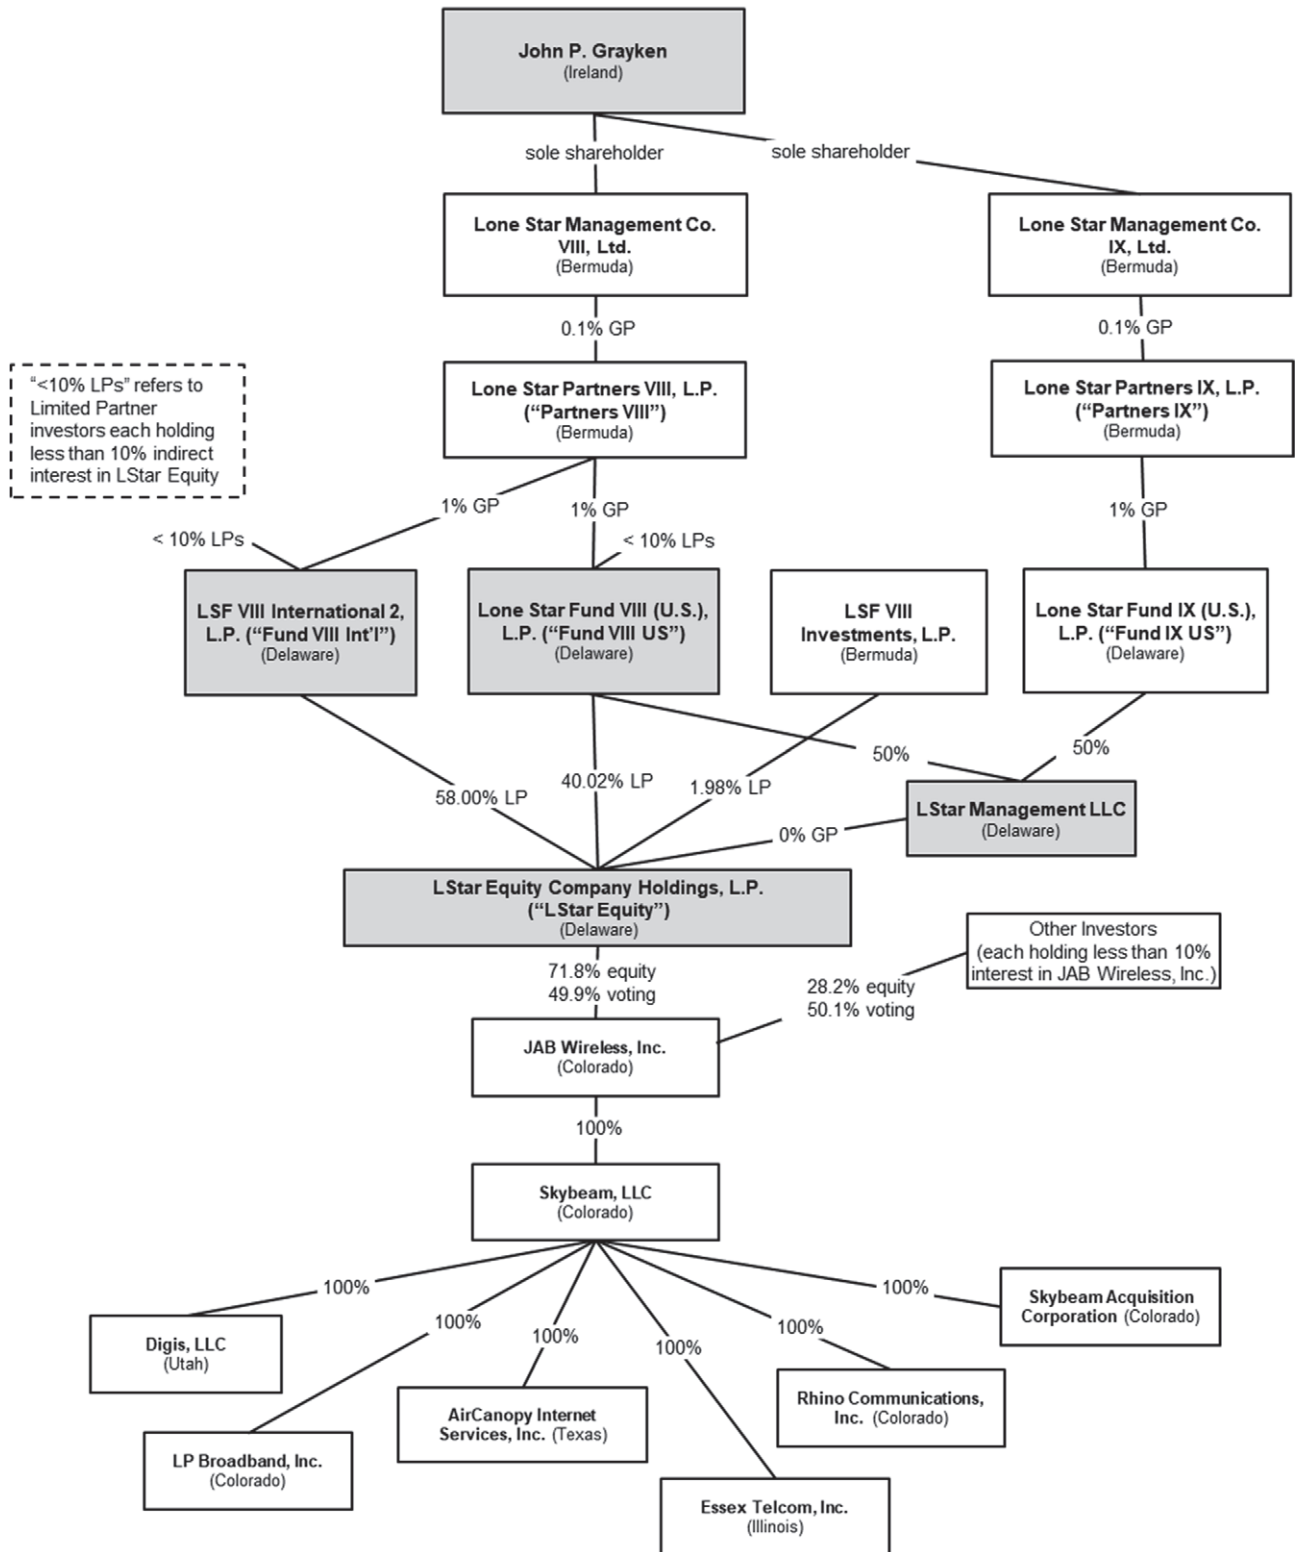 John P. Grayken
(Ireland)
sole shareholder
sole shareholder
Lone Star Management Co.
VIII, Ltd.
(Bermuda)
Lone Star Management Co.
IX, Ltd.
(Bermuda)
0.1% GP
0.1% GP
"<10% LPs" refers to
Limited Partner
investors each holding
less than 10% indirect
interest in LStar Equity
Lone Star Partners VIII, L.P.
("Partners VIII")
(Bermuda)
Lone Star Partners IX, L.P.
("Partners IX")
(Bermuda)
1% GP
1% GP
1% GP
< 10% LPs
< 10% LPs
LSF VIII International 2,
L.P. ("Fund VIII Int'l")
(Delaware)
Lone Star Fund VIII (U.S.),
L.P. ("Fund VIII US")
(Delaware)
LSF VIII
Investments, L.P.
(Bermuda)
Lone Star Fund IX (U.S.),
L.P. ("Fund IX US")
(Delaware)
50%
50%
58.00% LP
40.02% LP
1.98% LP
LStar Management LLC
(Delaware)
0% GP
LStar Equity Company Holdings, L.P.
("LStar Equity")
(Delaware)
Other Investors
(each holding less than 10%
interest in JAB Wireless, Inc.)
71.8% equity
49.9% voting
28.2% equity
50.1% voting
JAB Wireless, Inc.
(Colorado)
100%
Skybeam, LLC
(Colorado)
100%
100%
100%
100%
100%
100%
Skybeam Acquisition
Corporation (Colorado)
Digis, LLC
(Utah)
Rhino Communications,
Inc. (Colorado)
AirCanopy Internet
Services, Inc. (Texas)
LP Broadband, Inc.
(Colorado)
Essex Telcom, Inc.
(Illinois)